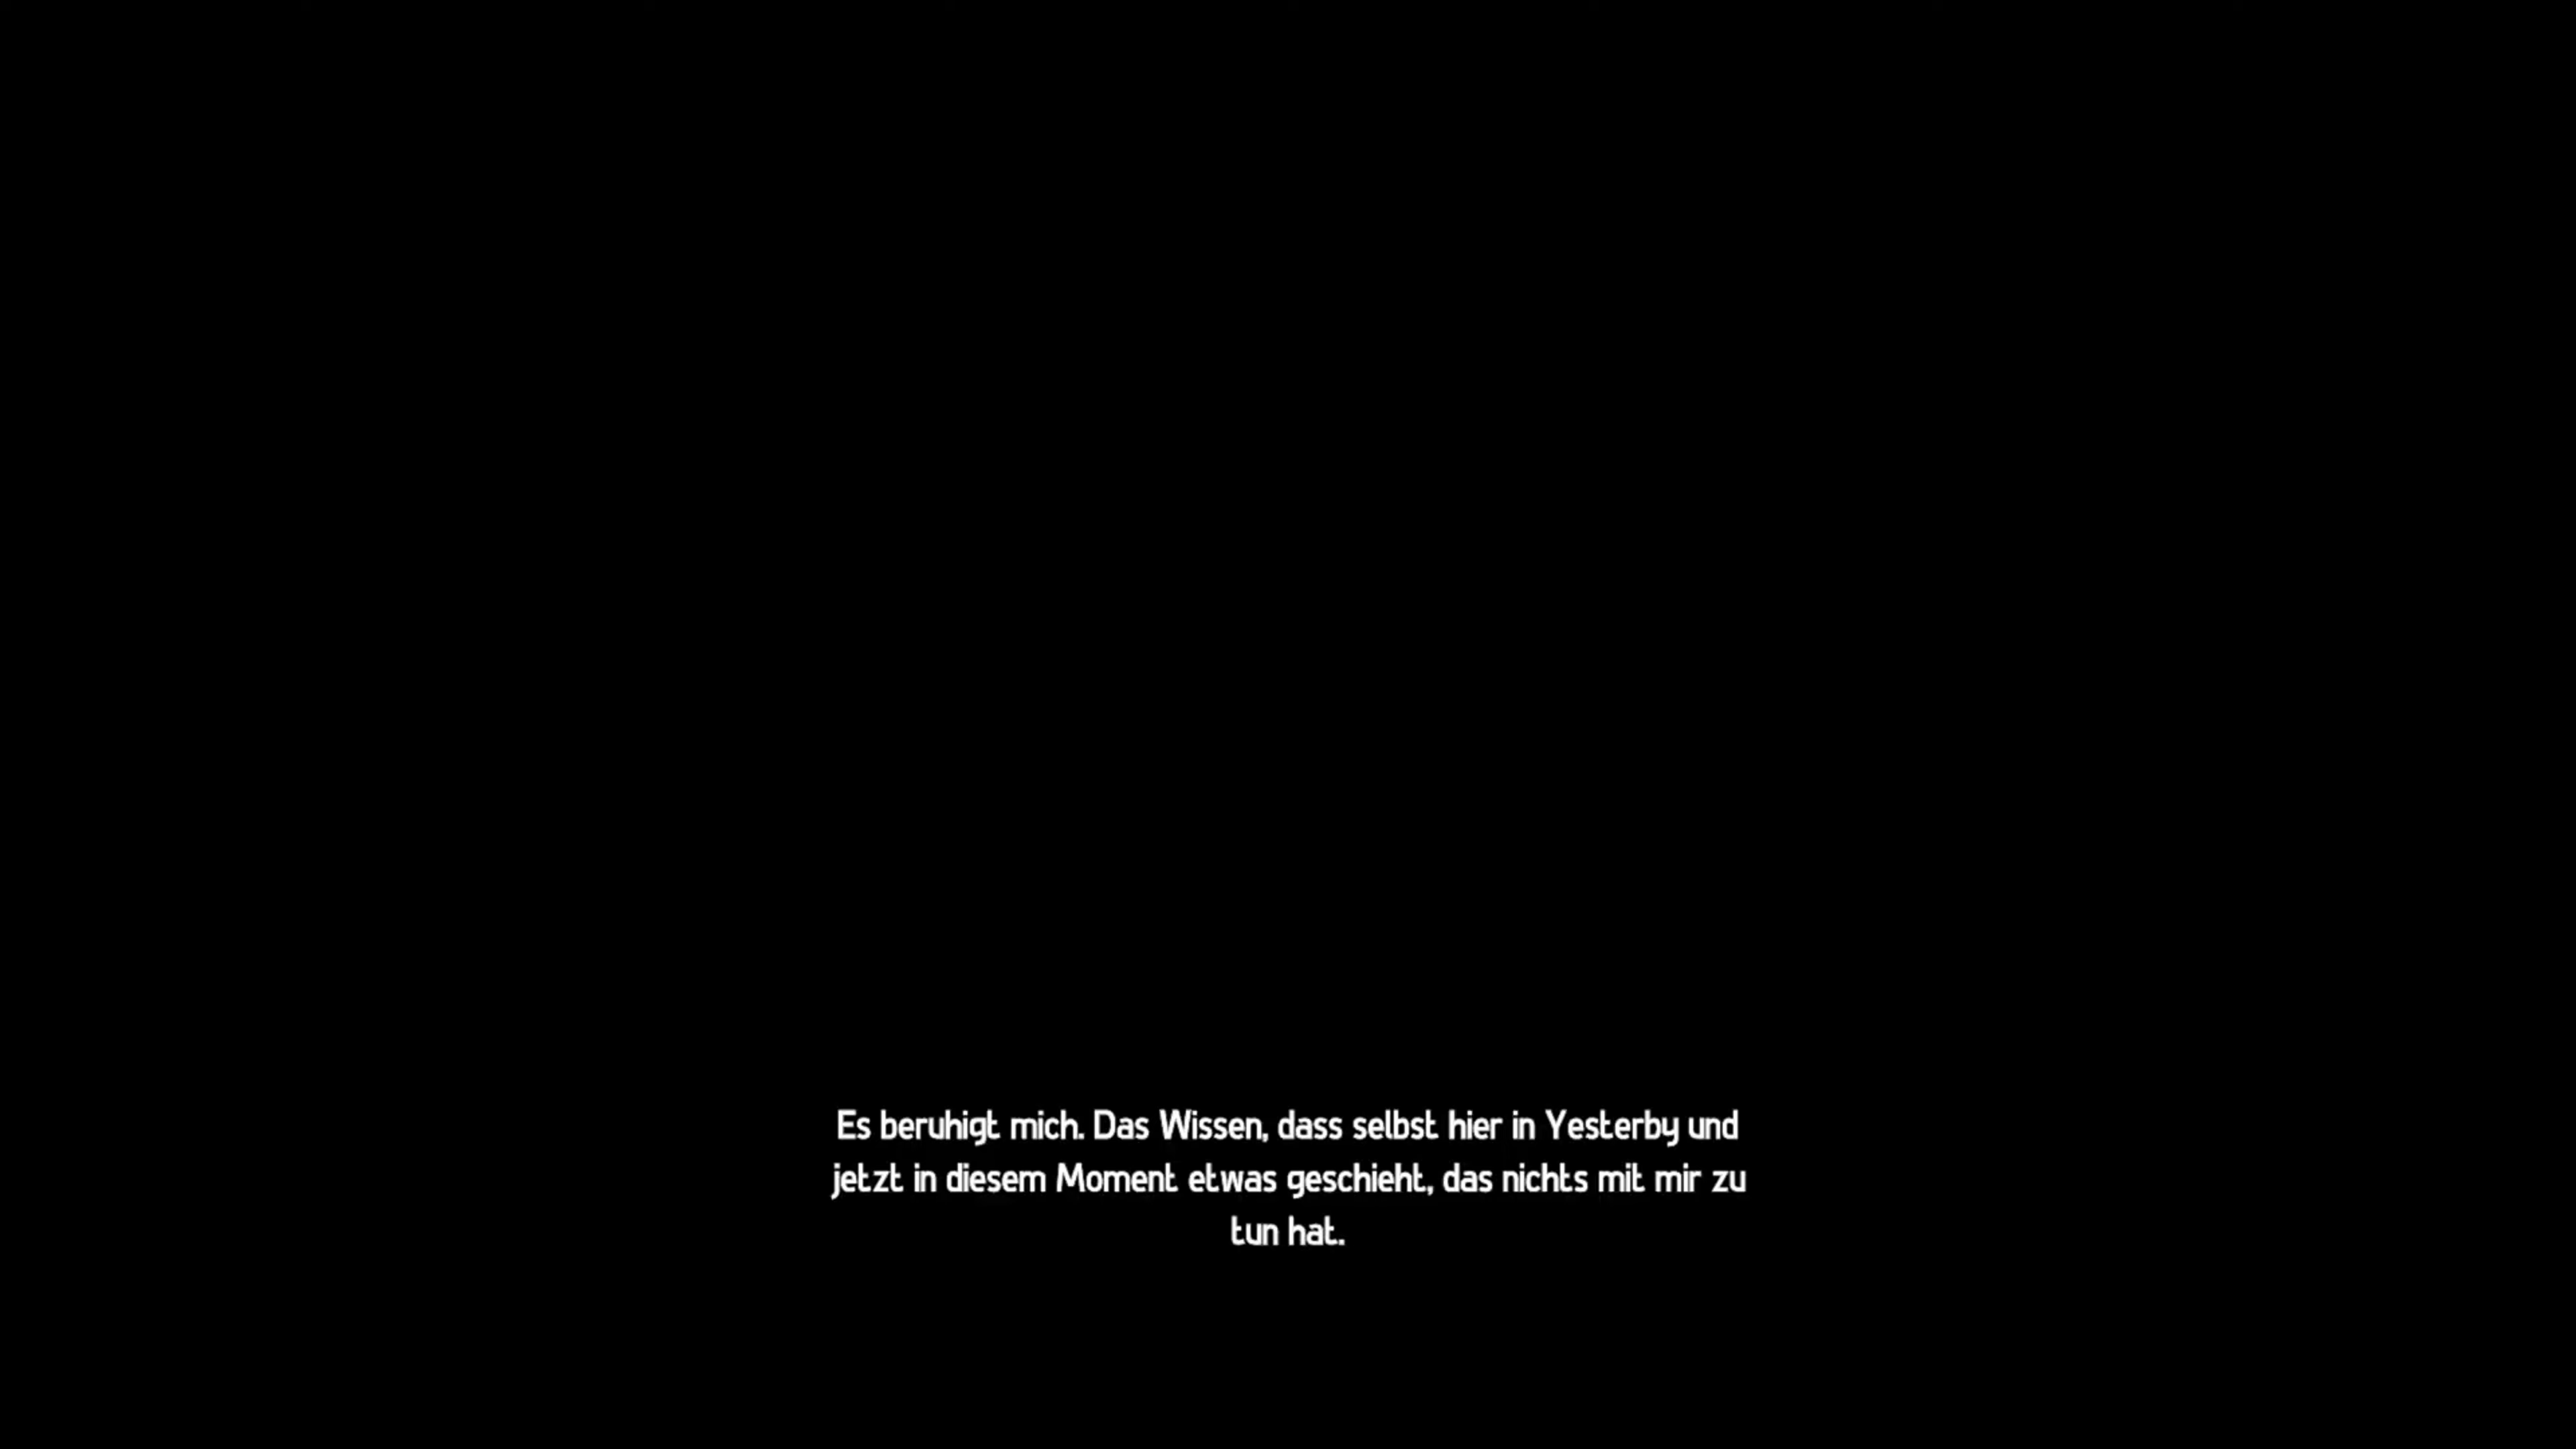 Es beruhigt mich. Das Wissen, dass selbst hier in Yesterby und
jetzt in diesem Moment etwas geschieht, das nichts mit mir zu
tun hat.